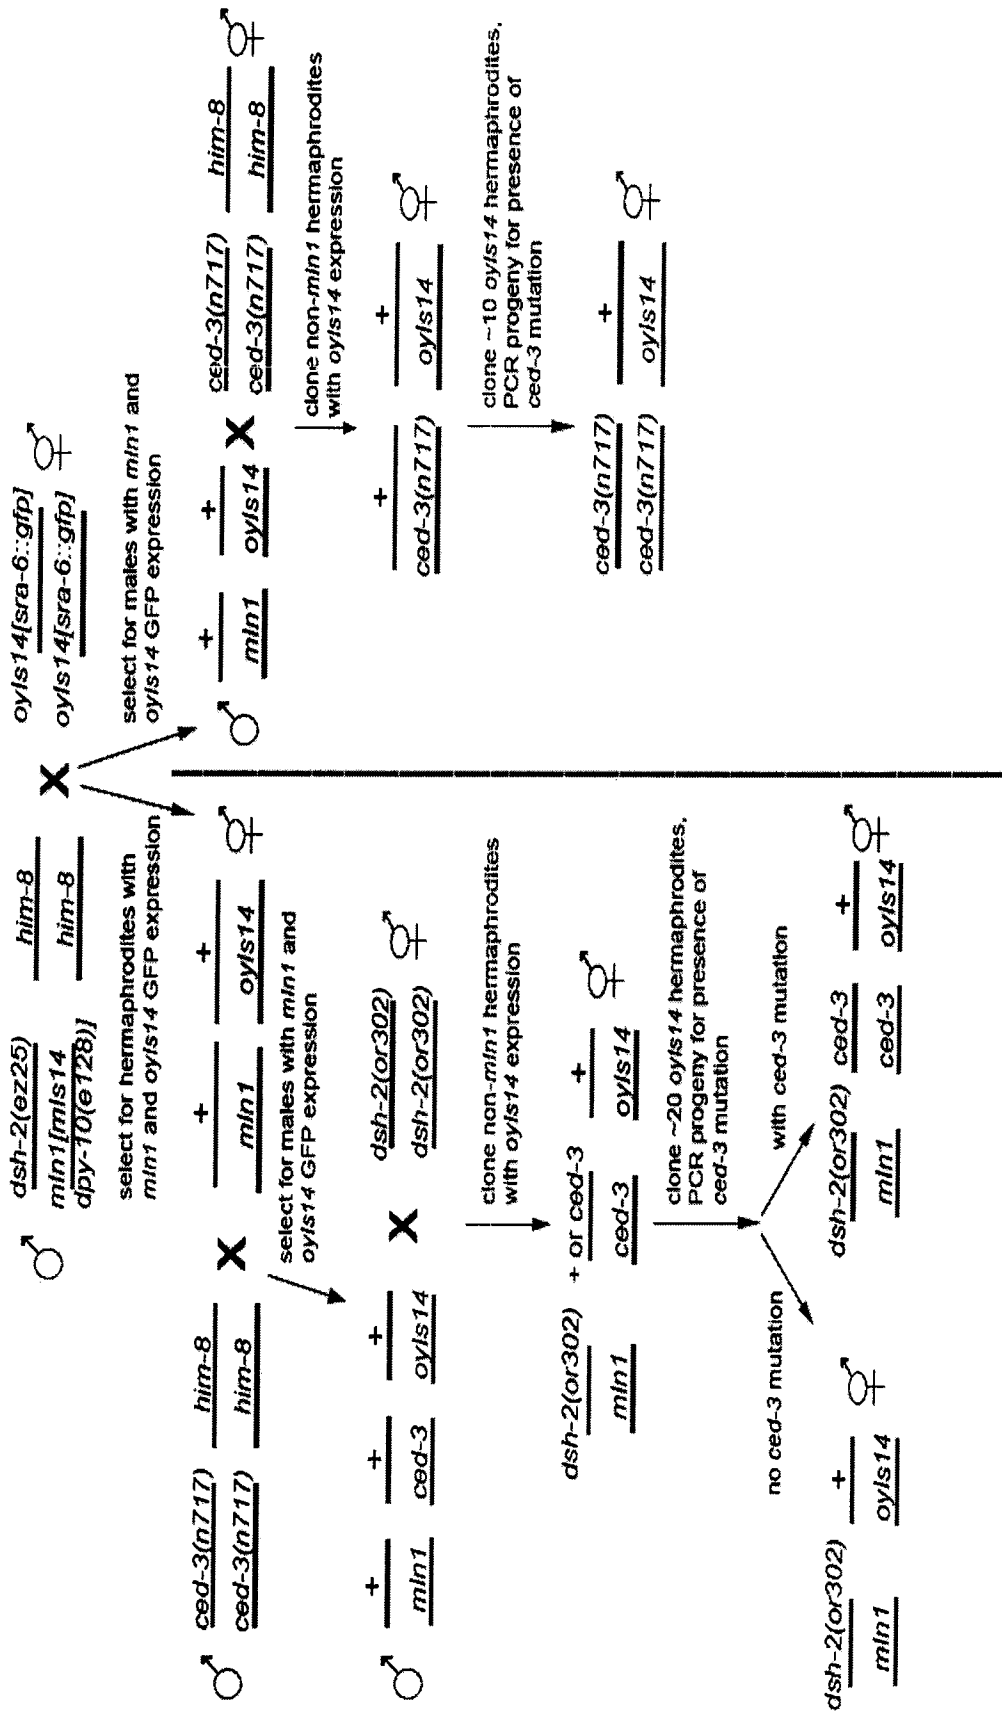 dsh-2(ez25) him-8 X oyIs14[sra-6::gfp]
mIn1[mIs14 him-8 oyIs14[sra-6::gfp]
dpy-10(e128)]
select for hermaphrodites with
mIn1 and oyIs14 GFP expression
select for males with mIn1 and
oyIs14 GFP expression
ced-3(n717) him-8 X + +
ced-3(n717) him-8 mIn1 oyIs14
select for males with mIn1 and
oyIs14 GFP expression
+ + + X dsh-2(or302)
mIn1 ced-3 oyIs14 dsh-2(or302)
clone non-mIn1 hermaphrodites
with oyIs14 expression
dsh-2(or302) + or ced-3 +
mIn1 ced-3 oyIs14
clone ~20 oyIs14 hermaphrodites,
PCR progeny for presence of
ced-3 mutation
no ced-3 mutation
with ced-3 mutation
dsh-2(or302) +
mIn1 oyIs14
dsh-2(or302) ced-3 +
mIn1 ced-3 oyIs14
+ + X ced-3(n717) him-8
mIn1 oyIs14 ced-3(n717) him-8
clone non-mIn1 hermaphrodites
with oyIs14 expression
+ +
ced-3(n717) oyIs14
clone ~10 oyIs14 hermaphrodites,
PCR progeny for presence of
ced-3 mutation
ced-3(n717) +
ced-3(n717) oyIs14